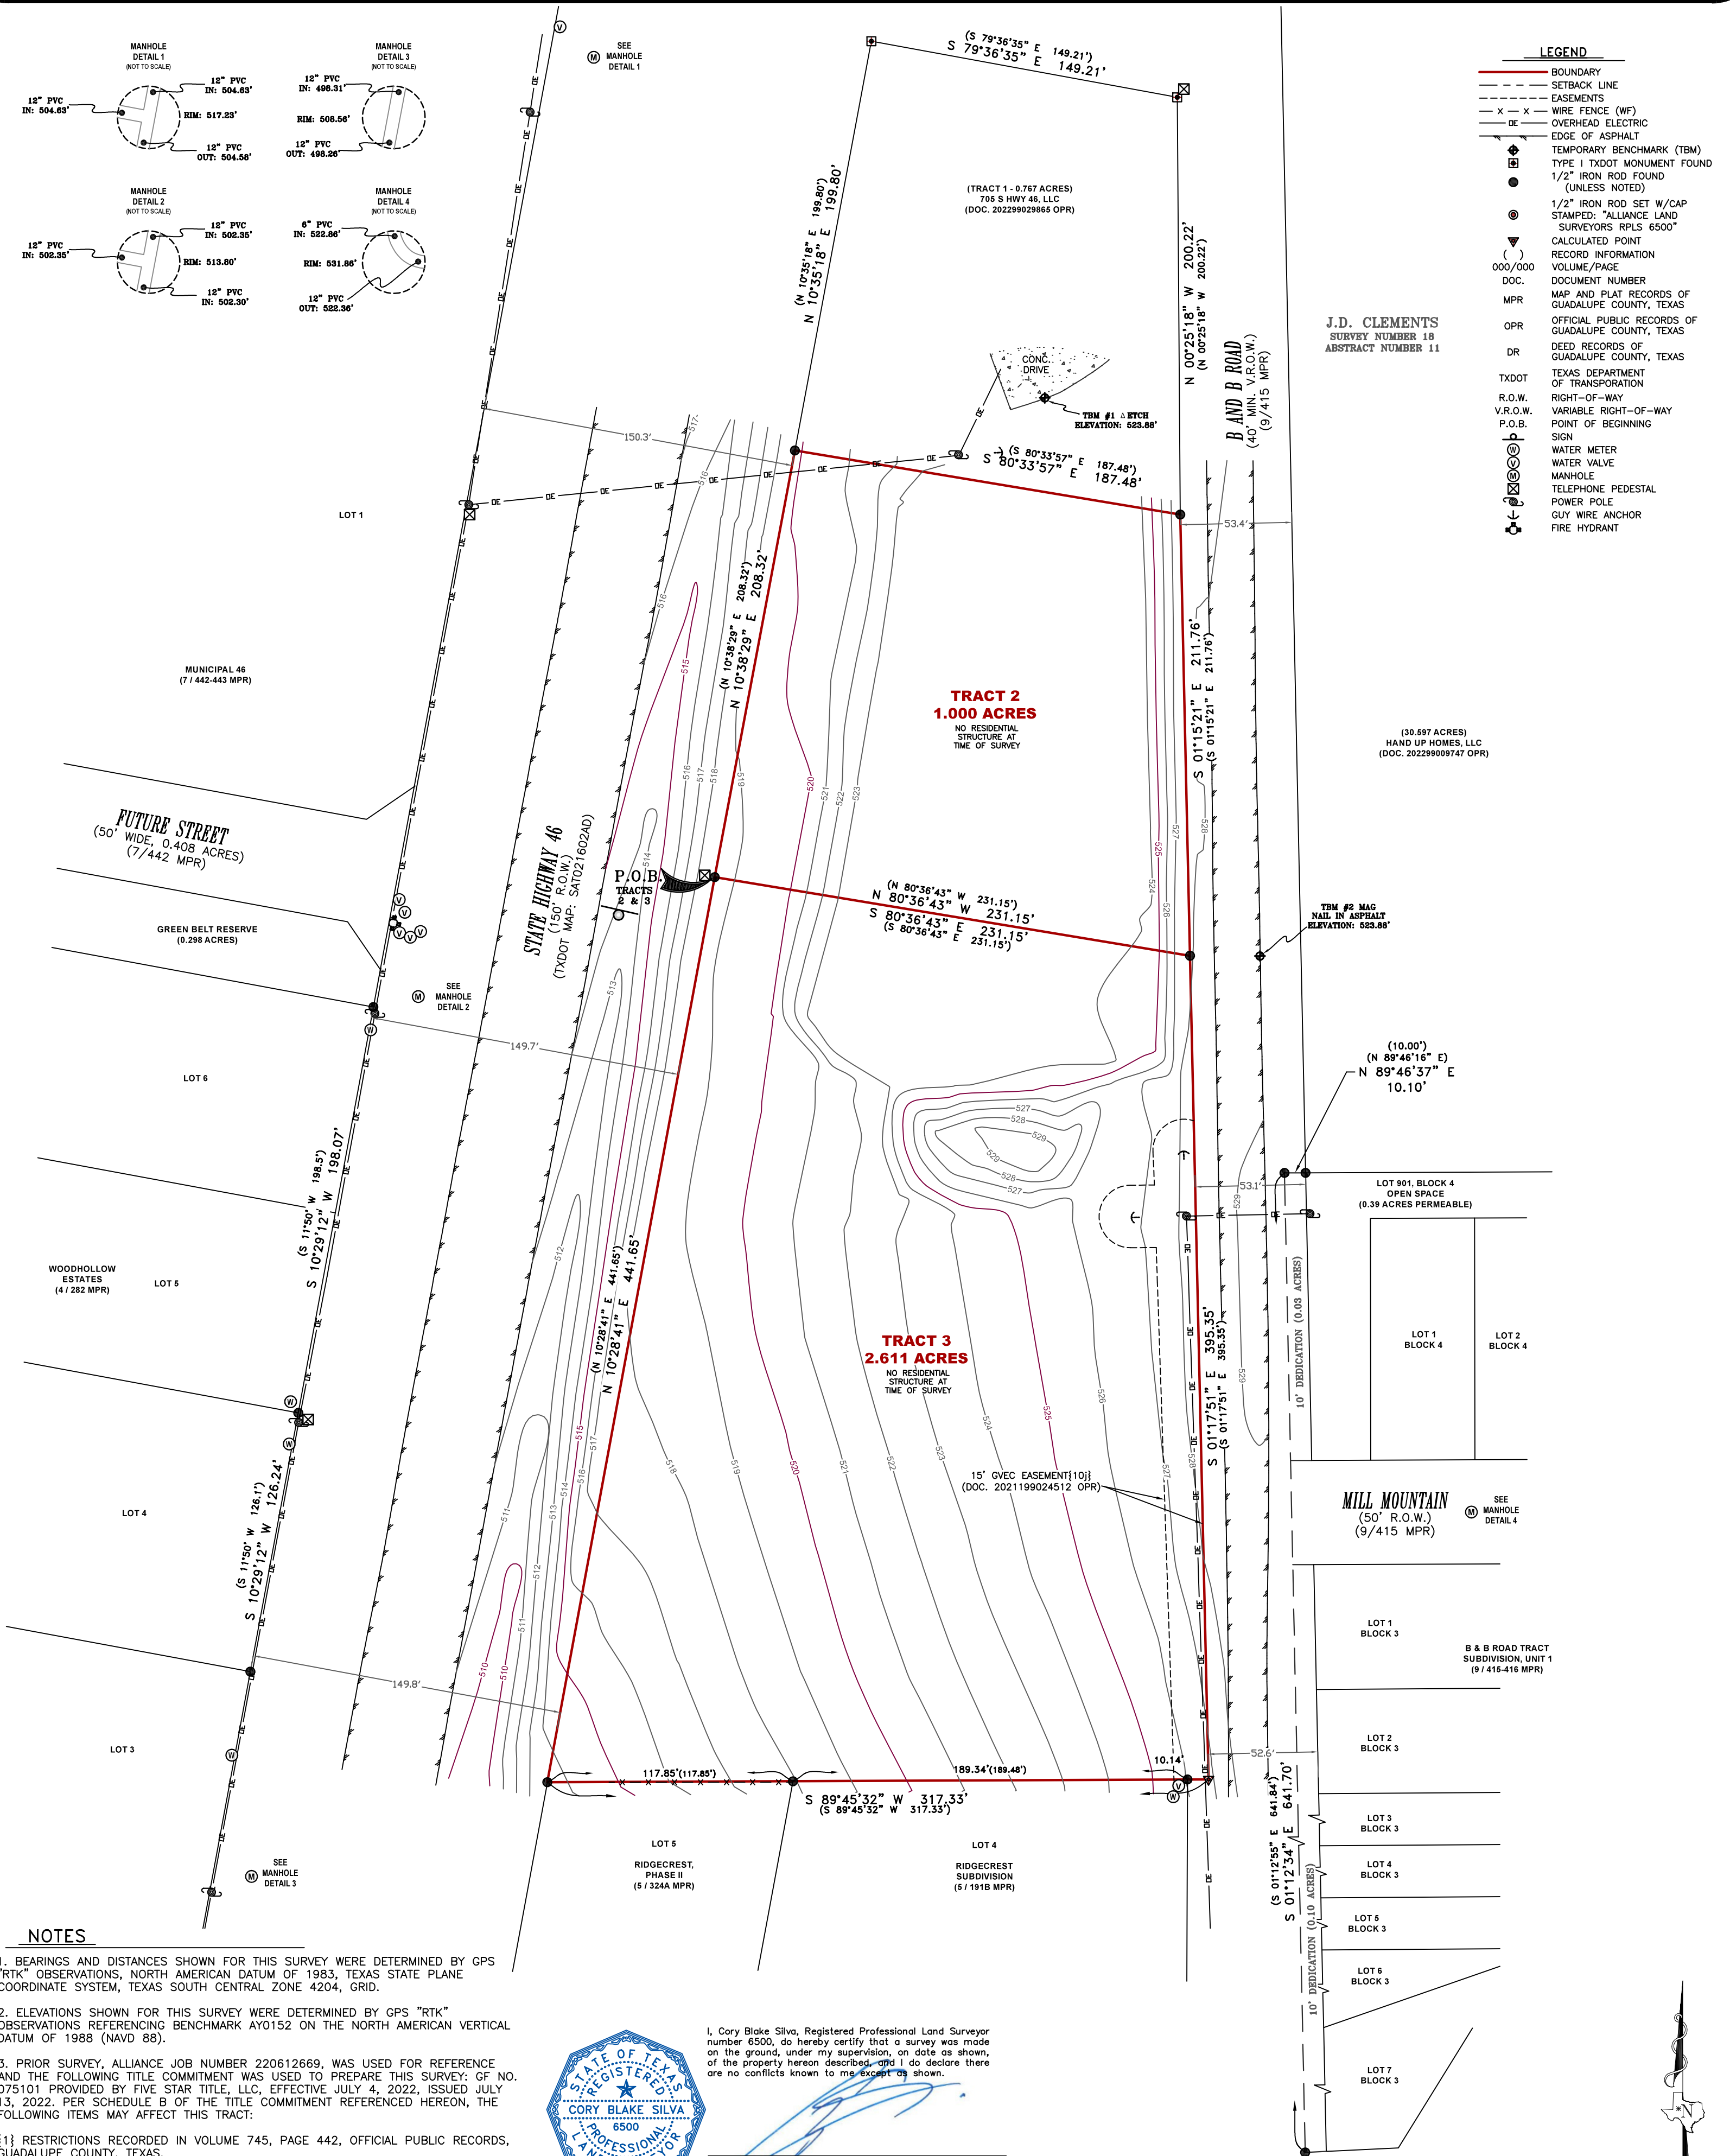 MANHOLE
DETAIL 1
(NOT TO SCALE)
12" PVC
IN: 504.63'
12" PVC
IN: 504.63'
RIM: 517.23'
12" PVC
OUT: 504.58'
MANHOLE
DETAIL 3
(NOT TO SCALE)
12" PVC
IN: 498.31'
RIM: 508.56'
12" PVC
OUT: 498.26'
MANHOLE
DETAIL 2
(NOT TO SCALE)
12" PVC
IN: 502.35'
12" PVC
IN: 502.35'
RIM: 513.80'
12" PVC
IN: 502.30'
MANHOLE
DETAIL 4
(NOT TO SCALE)
6" PVC
IN: 522.86'
RIM: 531.86'
12" PVC
OUT: 522.36'
SEE
MANHOLE
DETAIL 1
(S 79°36'35" E 149.21')
S 79°36'35" E 149.21'
(N 10°35'18" E 199.80')
N 10°35'18" E 199.80'
(TRACT 1 - 0.767 ACRES)
705 S HWY 46, LLC
(DOC. 202299029865 OPR)
N 00°25'18" W 200.22'
(N 00°25'18" W 200.22')
B AND B ROAD
(40' MIN. V.R.O.W.)
(9/415 MPR)
J.D. CLEMENTS
SURVEY NUMBER 18
ABSTRACT NUMBER 11
LEGEND
BOUNDARY
SETBACK LINE
EASEMENTS
WIRE FENCE (WF)
OVERHEAD ELECTRIC
EDGE OF ASPHALT
TEMPORARY BENCHMARK (TBM)
TYPE I TXDOT MONUMENT FOUND
1/2" IRON ROD FOUND
(UNLESS NOTED)
1/2" IRON ROD SET W/CAP
STAMPED: "ALLIANCE LAND
SURVEYORS RPLS 6500"
CALCULATED POINT
( ) RECORD INFORMATION
000/000 VOLUME/PAGE
DOC. DOCUMENT NUMBER
MPR MAP AND PLAT RECORDS OF
GUADALUPE COUNTY, TEXAS
OPR OFFICIAL PUBLIC RECORDS OF
GUADALUPE COUNTY, TEXAS
DR DEED RECORDS OF
GUADALUPE COUNTY, TEXAS
TXDOT TEXAS DEPARTMENT
OF TRANSPORATION
R.O.W. RIGHT-OF-WAY
V.R.O.W. VARIABLE RIGHT-OF-WAY
P.O.B. POINT OF BEGINNING
SIGN
W WATER METER
V WATER VALVE
M MANHOLE
TELEPHONE PEDESTAL
POWER POLE
GUY WIRE ANCHOR
FIRE HYDRANT
CONC.
DRIVE
TBM #1 △ ETCH
ELEVATION: 523.68'
150.3'
(S 80°33'57" E 187.48')
S 80°33'57" E 187.48'
53.4'
LOT 1
MUNICIPAL 46
(7 / 442-443 MPR)
(N 10°38'29" E 208.32')
N 10°38'29" E 208.32'
TRACT 2
1.000 ACRES
NO RESIDENTIAL
STRUCTURE AT
TIME OF SURVEY
S 01°15'21" E 211.76'
(S 01°15'21" E 211.76')
(30.597 ACRES)
HAND UP HOMES, LLC
(DOC. 202299009747 OPR)
FUTURE STREET
(50' WIDE, 0.408 ACRES)
(7/442 MPR)
STATE HIGHWAY 46
(150' R.O.W.)
(TXDOT MAP: SAT021602AD)
P.O.B.
TRACTS
2 & 3
(N 80°36'43" W 231.15')
N 80°36'43" W 231.15'
S 80°36'43" E 231.15'
(S 80°36'43" E 231.15')
TBM #2 MAG
NAIL IN ASPHALT
ELEVATION: 523.88'
GREEN BELT RESERVE
(0.298 ACRES)
SEE
MANHOLE
DETAIL 2
149.7'
LOT 6
(10.00')
(N 89°46'16" E)
N 89°46'37" E
10.10'
(S 11°50' W 198.5')
S 10°29'12" W 198.07'
53.1'
LOT 901, BLOCK 4
OPEN SPACE
(0.39 ACRES PERMEABLE)
WOODHOLLOW
ESTATES
(4 / 282 MPR)
LOT 5
(N 10°28'41" E 441.65')
N 10°28'41" E 441.65'
TRACT 3
2.611 ACRES
NO RESIDENTIAL
STRUCTURE AT
TIME OF SURVEY
S 01°17'51" E 395.35'
(S 01°17'51" E 395.35')
10' DEDICATION (0.03 ACRES)
LOT 1
BLOCK 4
LOT 2
BLOCK 4
15' GVEC EASEMENT{10j}
(DOC. 2021199024512 OPR)
MILL MOUNTAIN
(50' R.O.W.)
(9/415 MPR)
SEE
MANHOLE
DETAIL 4
LOT 4
(S 11°50' W 126.1')
S 10°29'12" W 126.24'
LOT 1
BLOCK 3
B & B ROAD TRACT
SUBDIVISION, UNIT 1
(9 / 415-416 MPR)
149.8'
LOT 3
LOT 2
BLOCK 3
52.6'
117.85'(117.85')
189.34'(189.48')
10.14'
S 89°45'32" W 317.33'
(S 89°45'32" W 317.33')
(S 01°12'55" E 641.84')
S 01°12'34" E 641.70'
LOT 3
BLOCK 3
LOT 4
BLOCK 3
LOT 5
BLOCK 3
LOT 6
BLOCK 3
LOT 7
BLOCK 3
10' DEDICATION (0.10 ACRES)
LOT 5
RIDGECREST,
PHASE II
(5 / 324A MPR)
LOT 4
RIDGECREST
SUBDIVISION
(5 / 191B MPR)
SEE
MANHOLE
DETAIL 3
NOTES
1. BEARINGS AND DISTANCES SHOWN FOR THIS SURVEY WERE DETERMINED BY GPS
"RTK" OBSERVATIONS, NORTH AMERICAN DATUM OF 1983, TEXAS STATE PLANE
COORDINATE SYSTEM, TEXAS SOUTH CENTRAL ZONE 4204, GRID.
2. ELEVATIONS SHOWN FOR THIS SURVEY WERE DETERMINED BY GPS "RTK"
OBSERVATIONS REFERENCING BENCHMARK AY0152 ON THE NORTH AMERICAN VERTICAL
DATUM OF 1988 (NAVD 88).
3. PRIOR SURVEY, ALLIANCE JOB NUMBER 220612669, WAS USED FOR REFERENCE
AND THE FOLLOWING TITLE COMMITMENT WAS USED TO PREPARE THIS SURVEY: GF NO.
075101 PROVIDED BY FIVE STAR TITLE, LLC, EFFECTIVE JULY 4, 2022, ISSUED JULY
13, 2022. PER SCHEDULE B OF THE TITLE COMMITMENT REFERENCED HEREON, THE
FOLLOWING ITEMS MAY AFFECT THIS TRACT:
{1} RESTRICTIONS RECORDED IN VOLUME 745, PAGE 442, OFFICIAL PUBLIC RECORDS,
GUADALUPE COUNTY, TEXAS.
STATE OF TEXAS
REGISTERED
CORY BLAKE SILVA
6500
PROFESSIONAL
I, Cory Blake Silva, Registered Professional Land Surveyor
number 6500, do hereby certify that a survey was made
on the ground, under my supervision, on date as shown,
of the property hereon described, and I do declare there
are no conflicts known to me except as shown.
N